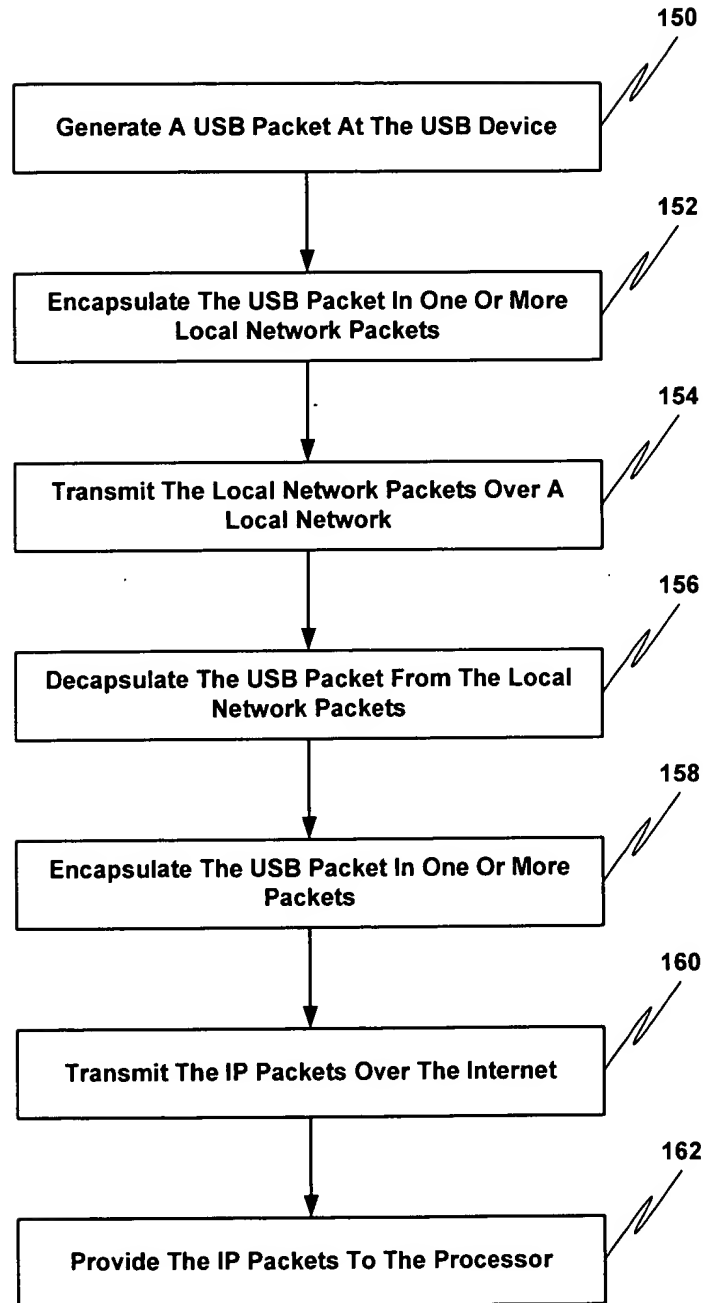 150
Generate A USB Packet At The USB Device
152
Encapsulate The USB Packet In One Or More
Local Network Packets
154
Transmit The Local Network Packets Over A
Local Network
156
Decapsulate The USB Packet From The Local
Network Packets
158
Encapsulate The USB Packet In One Or More
Packets
160
Transmit The IP Packets Over The Internet
162
Provide The IP Packets To The Processor